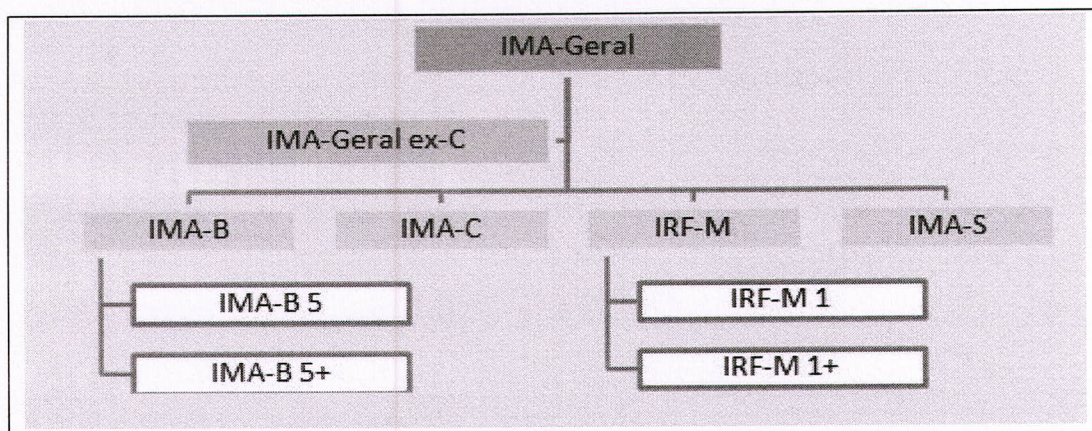 IMA-Geral
IMA-Geral ex-C
IMA-B
IMA-C
IRF-M
IMA-S
IMA-B 5
IRF-M 1
IMA-B 5+
IRF-M 1+